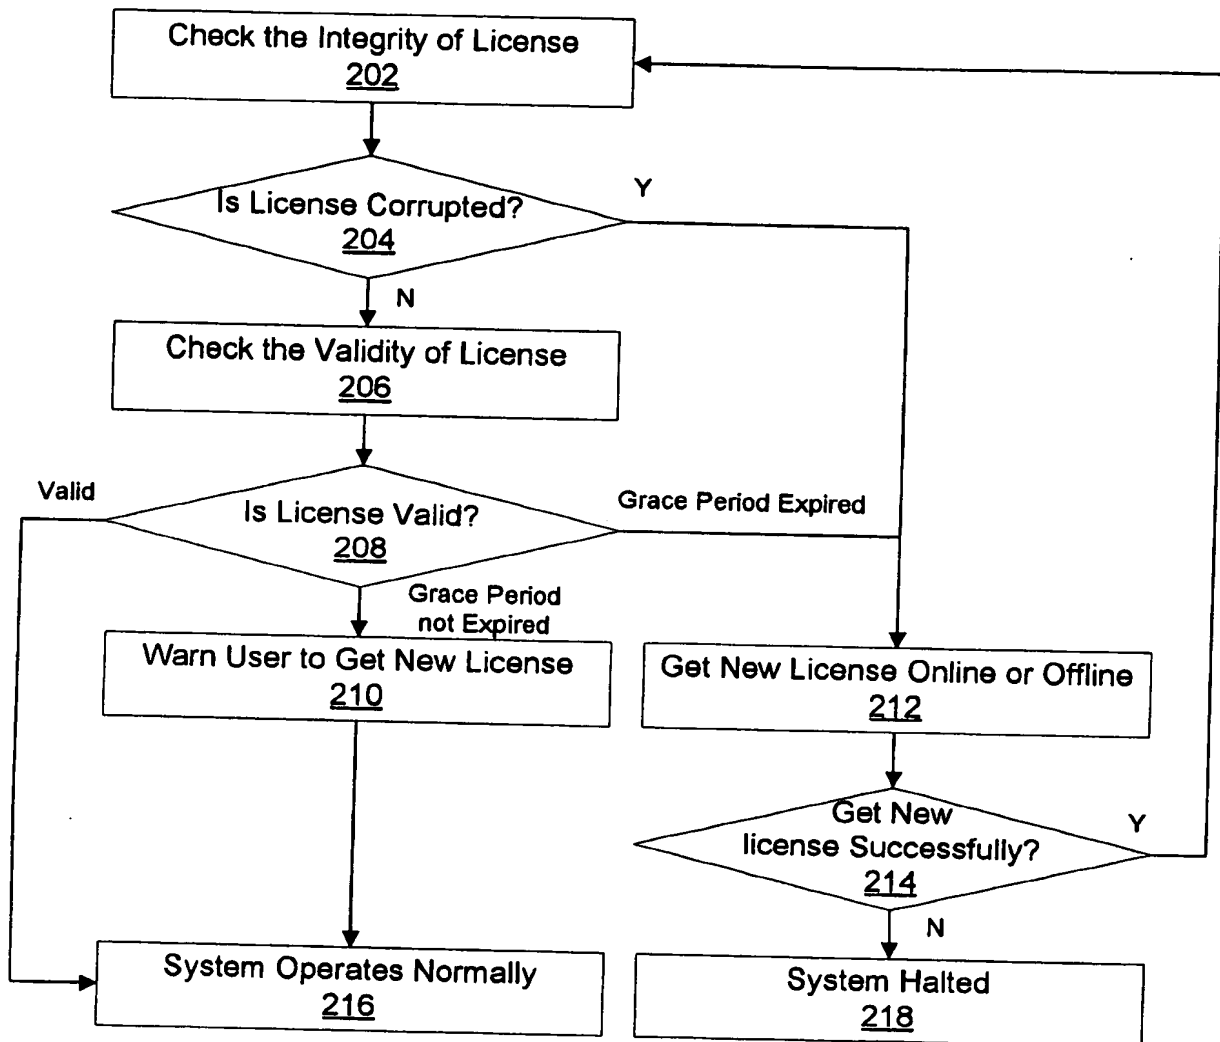 Check the Integrity of License
202
Is License Corrupted?
204
Y
N
Check the Validity of License
206
Valid
Is License Valid?
208
Grace Period Expired
Grace Period
not Expired
Warn User to Get New License
210
Get New License Online or Offline
212
Get New
license Successfully?
214
Y
N
System Operates Normally
216
System Halted
218